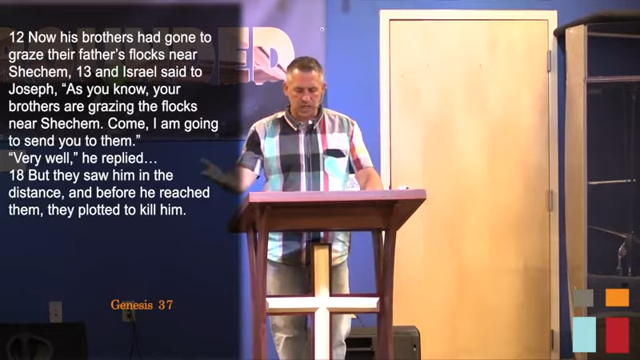 12 Now his brothers had gone to
graze their father's flocks near
Shechem, 13 and Israel said to
Joseph, “As you know, your
brothers are grazing the flocks
near Shechem. Come, I am going
to send you to them.”
“Very well,” he replied…
18 But they saw him in the
distance, and before he reached
them, they plotted to kill him.
Genesis 37